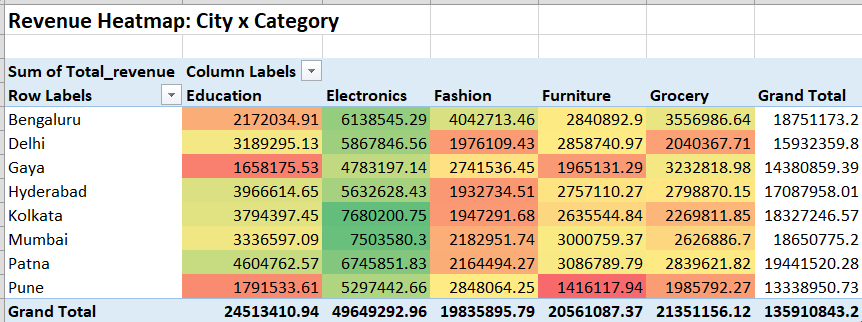 Revenue Heatmap: City x Category
Sum of Total_revenue Column Labels
Row Labels Education Electronics Fashion Furniture Grocery Grand Total
Bengaluru 2172034.91 6138545.29 4042713.46 2840892.9 3556986.64 18751173.2
Delhi 3189295.13 5867846.56 1976109.43 2858740.97 2040367.71 15932359.8
Gaya 1658175.53 4783197.14 2741536.45 1965131.29 3232818.98 14380859.39
Hyderabad 3966614.65 5632628.43 1932734.51 2757110.27 2798870.15 17087958.01
Kolkata 3794397.45 7680200.75 1947291.68 2635544.84 2269811.85 18327246.57
Mumbai 3336597.09 7503580.3 2182951.74 3000759.37 2626886.7 18650775.2
Patna 4604762.57 6745851.83 2164494.27 3086789.79 2839621.82 19441520.28
Pune 1791533.61 5297442.66 2848064.25 1416117.94 1985792.27 13338950.73
Grand Total 24513410.94 49649292.96 19835895.79 20561087.37 21351156.12 135910843.2